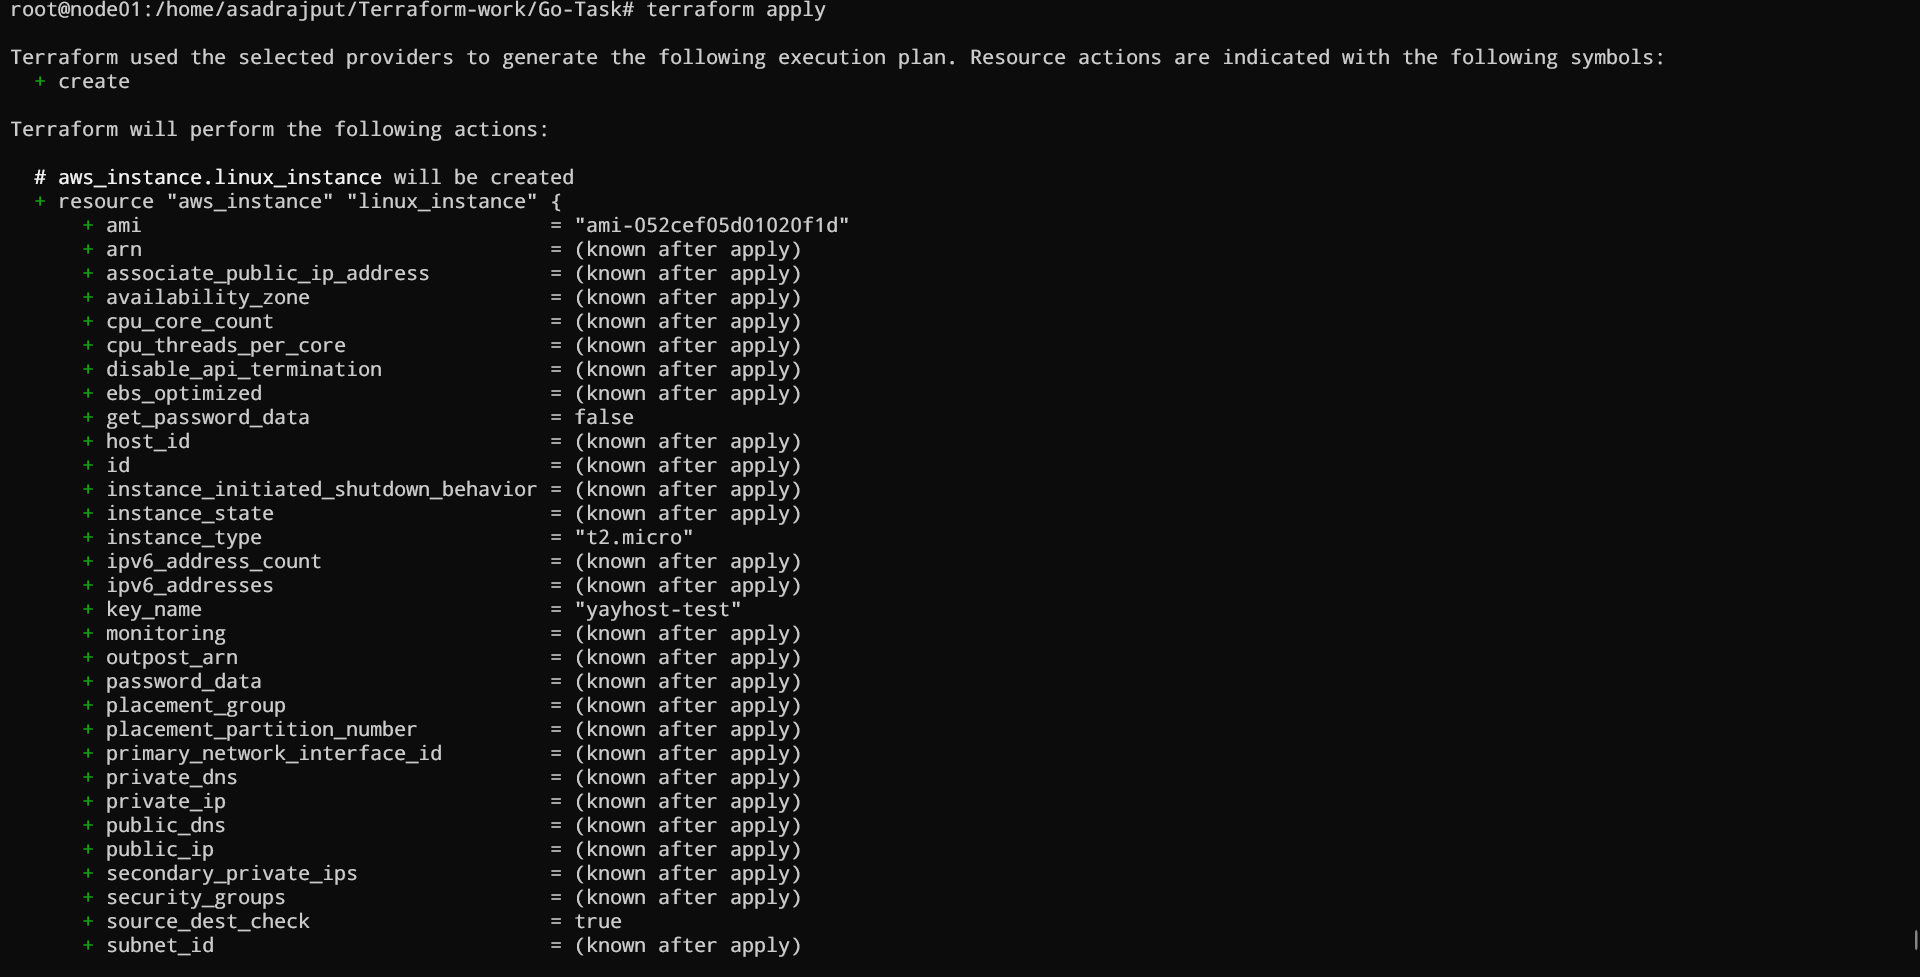 root@node01:/home/asadrajput/Terraform-work/Go-Task# terraform apply
Terraform used the selected providers to generate the following execution plan. Resource actions are indicated with the following symbols:
  + create
Terraform will perform the following actions:
  # aws_instance.linux_instance will be created
  + resource "aws_instance" "linux_instance" {
      + ami                                  = "ami-052cef05d01020f1d"
      + arn                                  = (known after apply)
      + associate_public_ip_address          = (known after apply)
      + availability_zone                    = (known after apply)
      + cpu_core_count                       = (known after apply)
      + cpu_threads_per_core                 = (known after apply)
      + disable_api_termination              = (known after apply)
      + ebs_optimized                        = (known after apply)
      + get_password_data                    = false
      + host_id                              = (known after apply)
      + id                                   = (known after apply)
      + instance_initiated_shutdown_behavior = (known after apply)
      + instance_state                       = (known after apply)
      + instance_type                        = "t2.micro"
      + ipv6_address_count                   = (known after apply)
      + ipv6_addresses                       = (known after apply)
      + key_name                             = "yayhost-test"
      + monitoring                           = (known after apply)
      + outpost_arn                          = (known after apply)
      + password_data                        = (known after apply)
      + placement_group                      = (known after apply)
      + placement_partition_number           = (known after apply)
      + primary_network_interface_id         = (known after apply)
      + private_dns                          = (known after apply)
      + private_ip                           = (known after apply)
      + public_dns                           = (known after apply)
      + public_ip                            = (known after apply)
      + secondary_private_ips                = (known after apply)
      + security_groups                      = (known after apply)
      + source_dest_check                    = true
      + subnet_id                            = (known after apply)